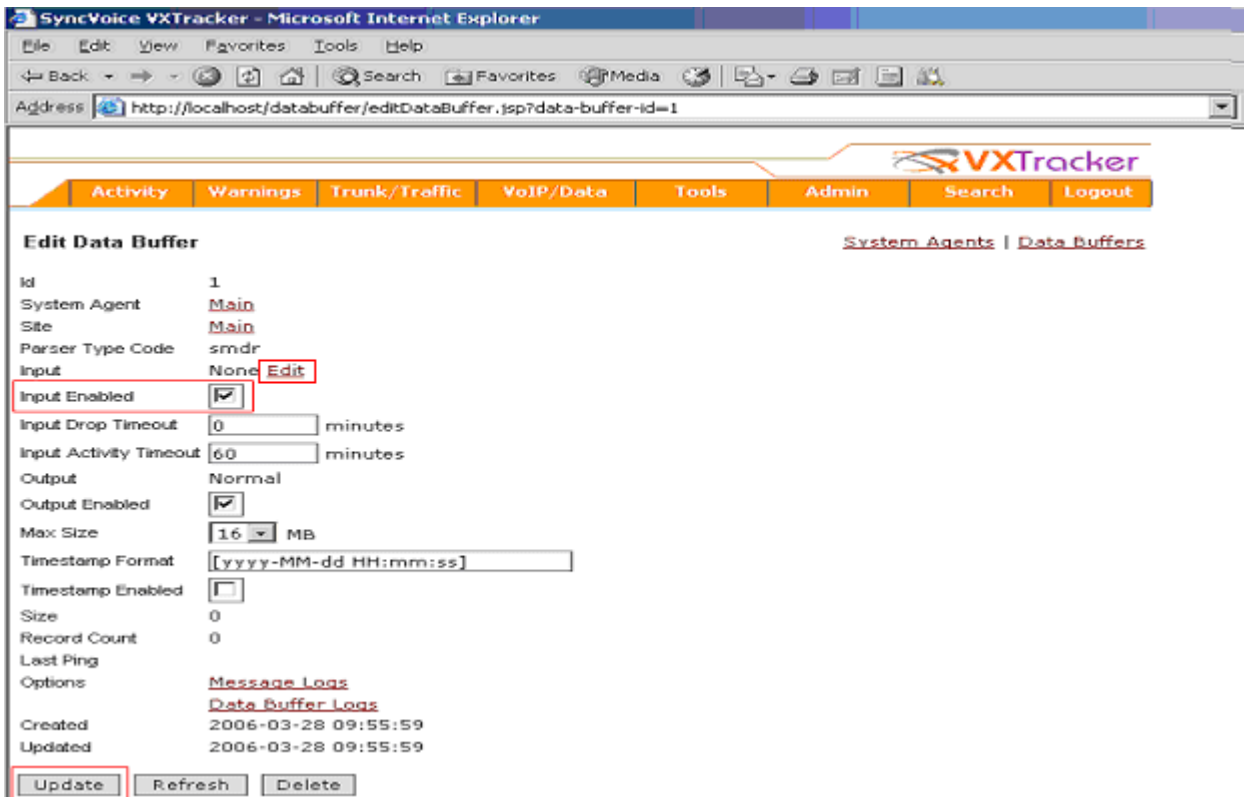 SyncVoice VXTracker - Microsoft Internet Explorer
File Edit View Favorites Tools Help
Back Search Favorites Media
Address http://localhost/databuffer/editDataBuffer.jsp?data-buffer-id=1
VXTracker
Activity Warnings Trunk/Traffic VoIP/Data Tools Admin Search Logout
Edit Data Buffer System Agents | Data Buffers
Id 1
System Agent Main
Site Main
Parser Type Code smdr
Input None Edit
Input Enabled
Input Drop Timeout 0 minutes
Input Activity Timeout 60 minutes
Output Normal
Output Enabled
Max Size 16 MB
Timestamp Format [yyyy-MM-dd HH:mm:ss]
Timestamp Enabled
Size 0
Record Count 0
Last Ping
Options Message Logs
Data Buffer Logs
Created 2006-03-28 09:55:59
Updated 2006-03-28 09:55:59
Update Refresh Delete